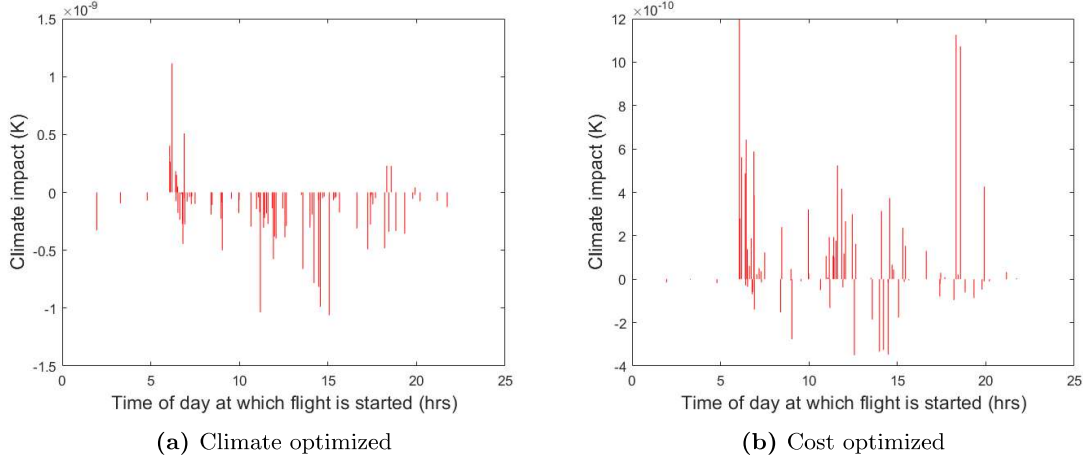 ×10⁻⁹
1.5
1
0.5
0
-0.5
-1
-1.5
0 5 10 15 20 25
Climate impact (K)
Time of day at which flight is started (hrs)
(a) Climate optimized
×10⁻¹⁰
12
10
8
6
4
2
0
-2
-4
0 5 10 15 20 25
Climate impact (K)
Time of day at which flight is started (hrs)
(b) Cost optimized